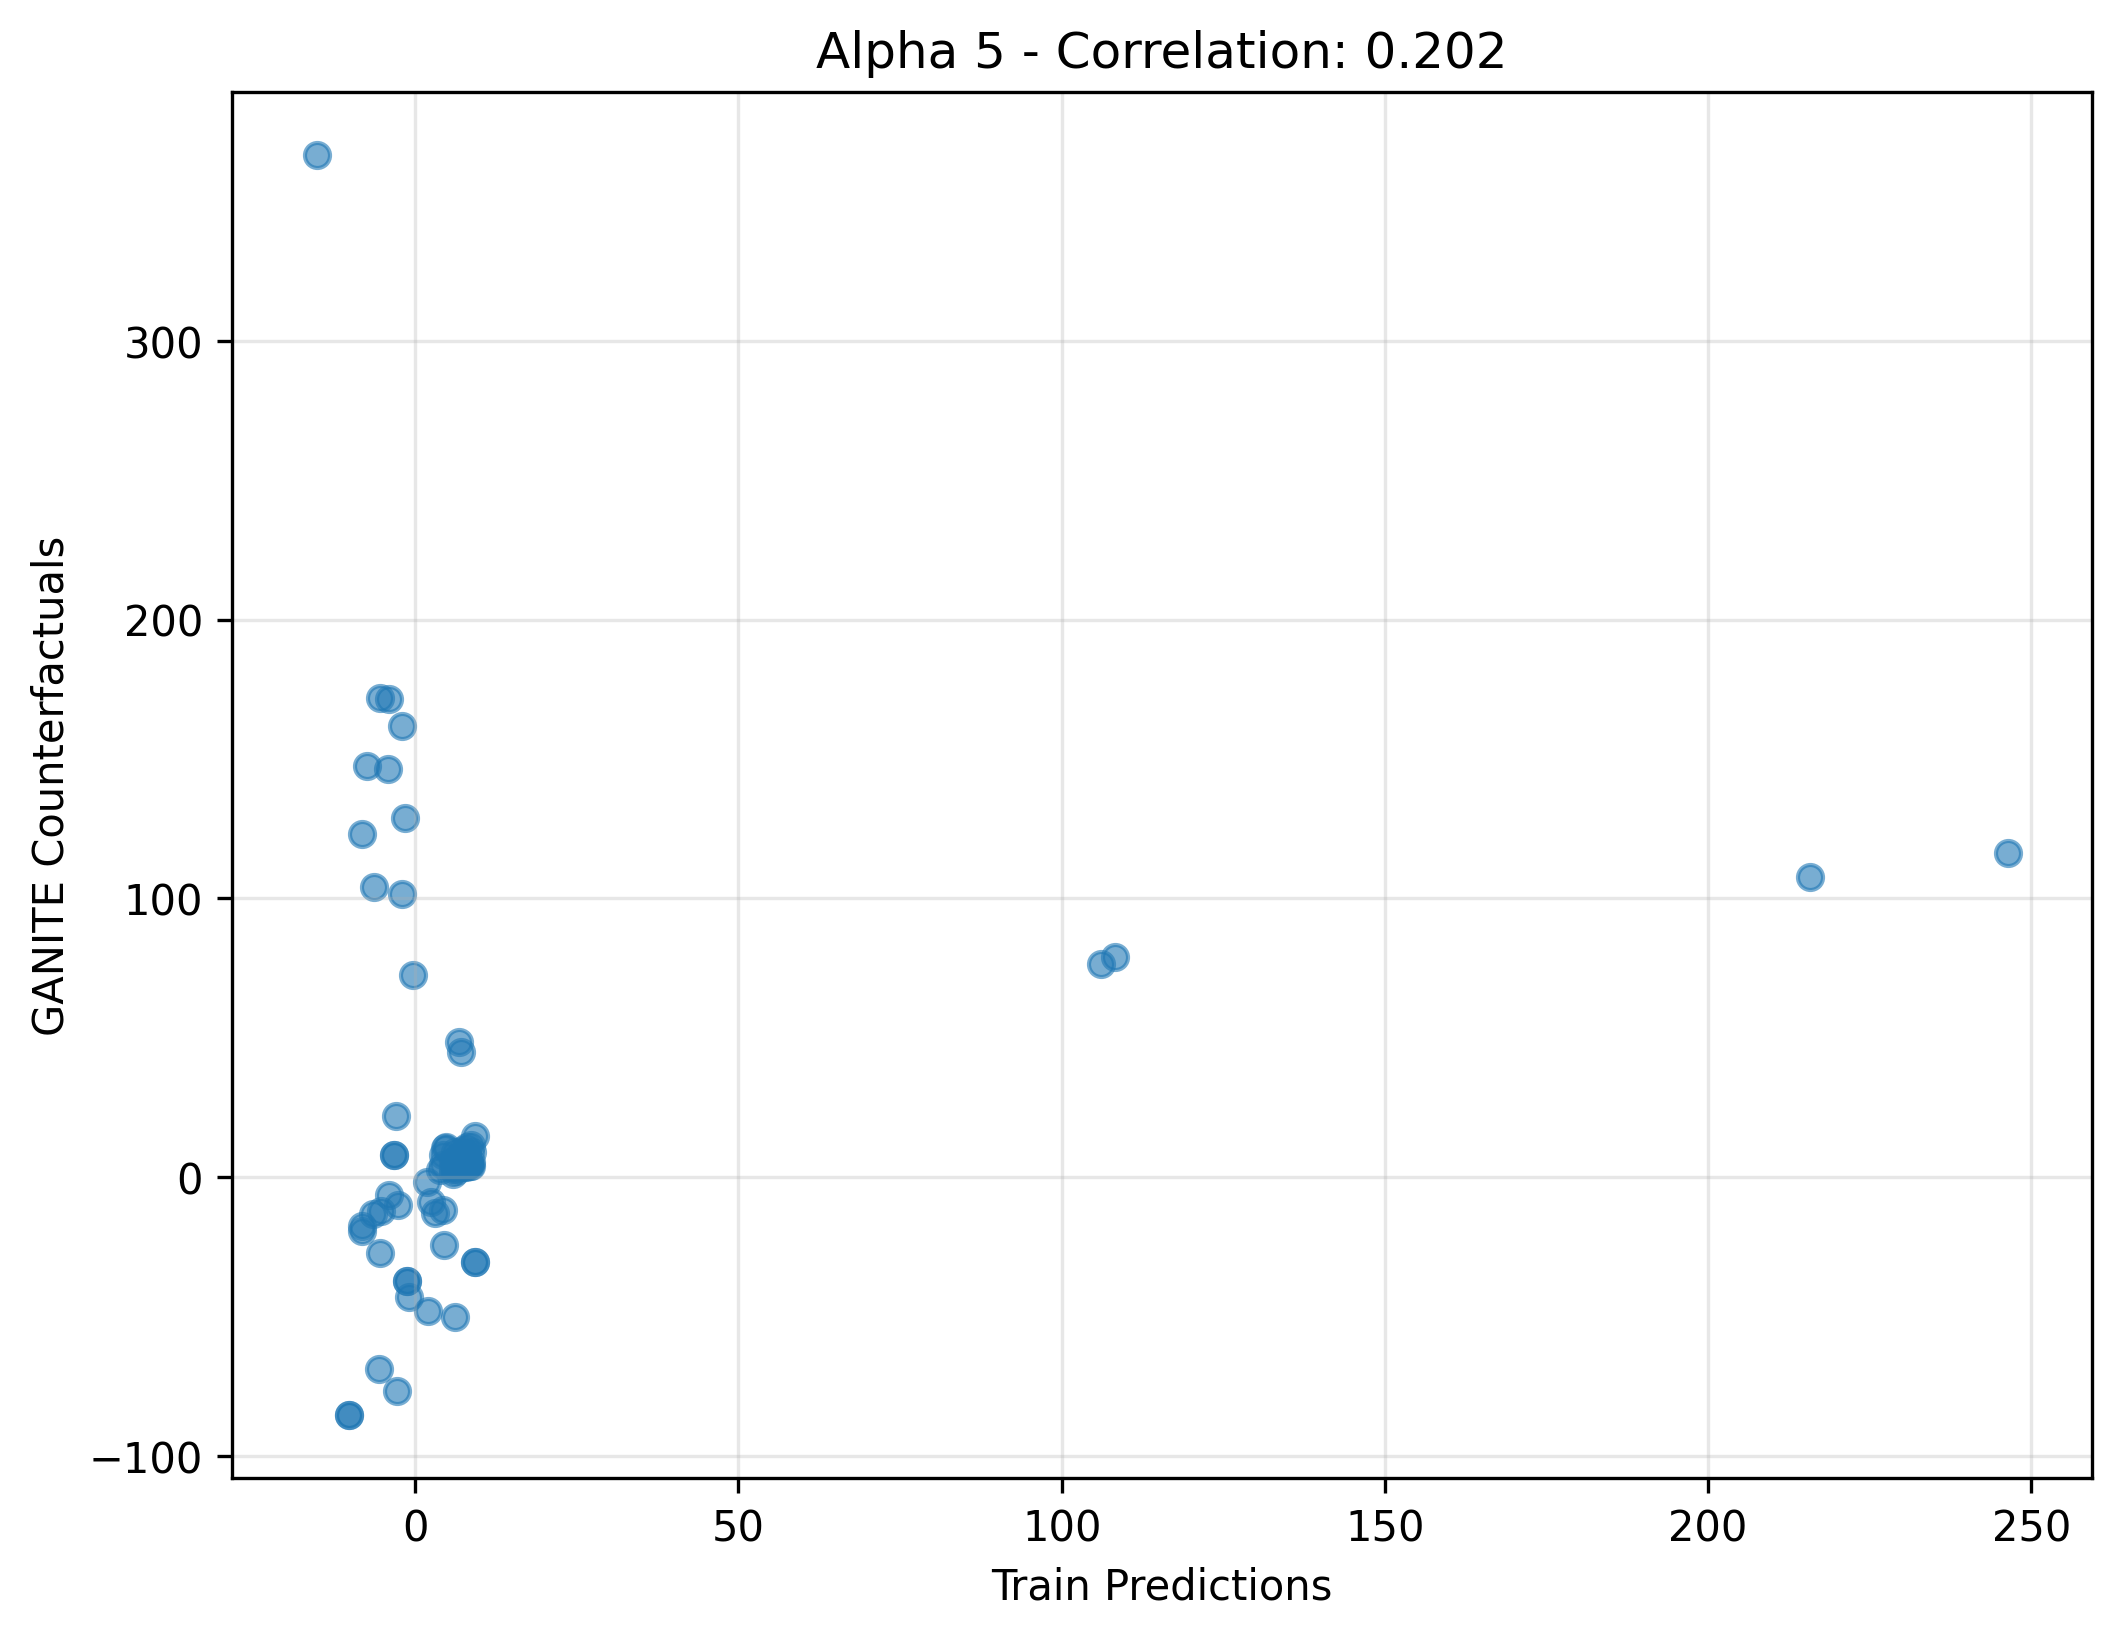 Alpha 5 - Correlation: 0.202
300
200
100
0
−100
GANITE Counterfactuals
0 50 100 150 200 250
Train Predictions